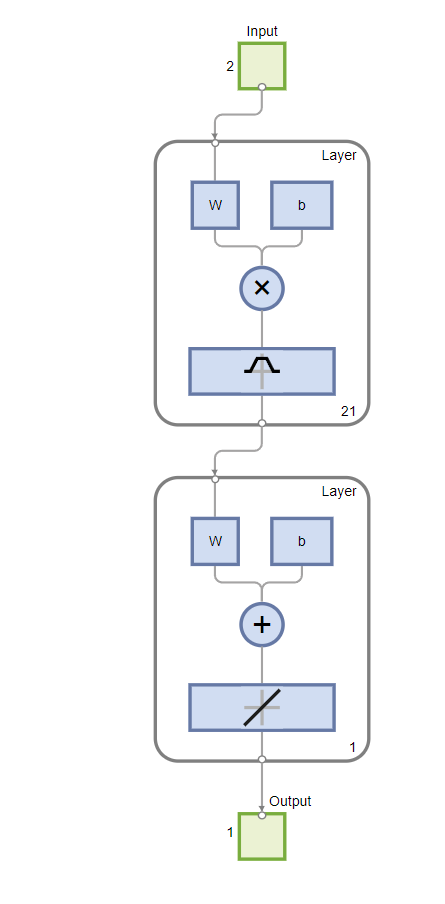 Input
2
Layer
W b
×
21
Layer
W b
+
1
Output
1